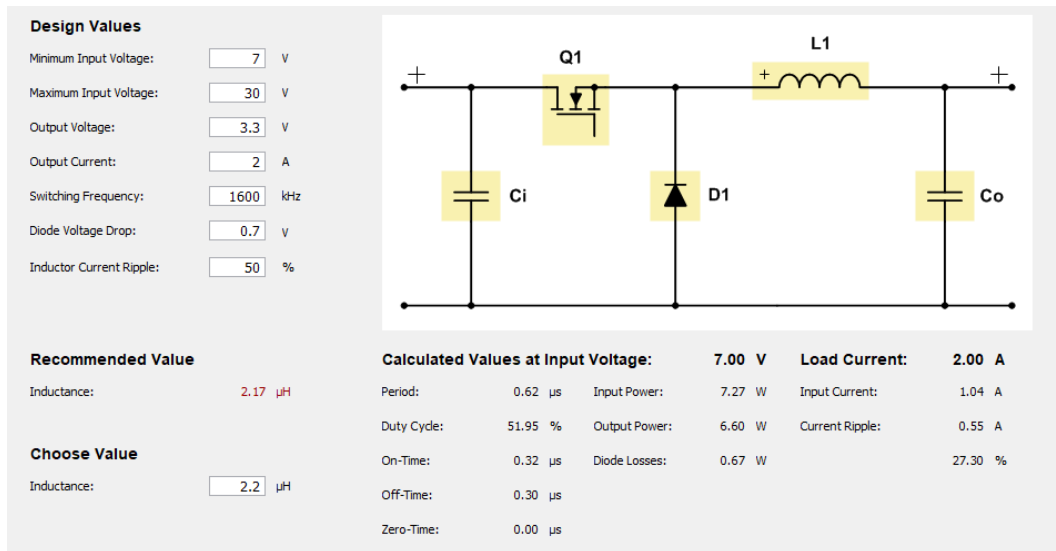 Design Values
Minimum Input Voltage: 7 V
Maximum Input Voltage: 30 V
Output Voltage: 3.3 V
Output Current: 2 A
Switching Frequency: 1600 kHz
Diode Voltage Drop: 0.7 V
Inductor Current Ripple: 50 %
Q1
L1
+
+
+
Ci
D1
Co
Recommended Value
Inductance: 2.17 µH
Choose Value
Inductance: 2.2 µH
Calculated Values at Input Voltage: 7.00 V Load Current: 2.00 A
Period: 0.62 µs Input Power: 7.27 W Input Current: 1.04 A
Duty Cycle: 51.95 % Output Power: 6.60 W Current Ripple: 0.55 A
On-Time: 0.32 µs Diode Losses: 0.67 W 27.30 %
Off-Time: 0.30 µs
Zero-Time: 0.00 µs